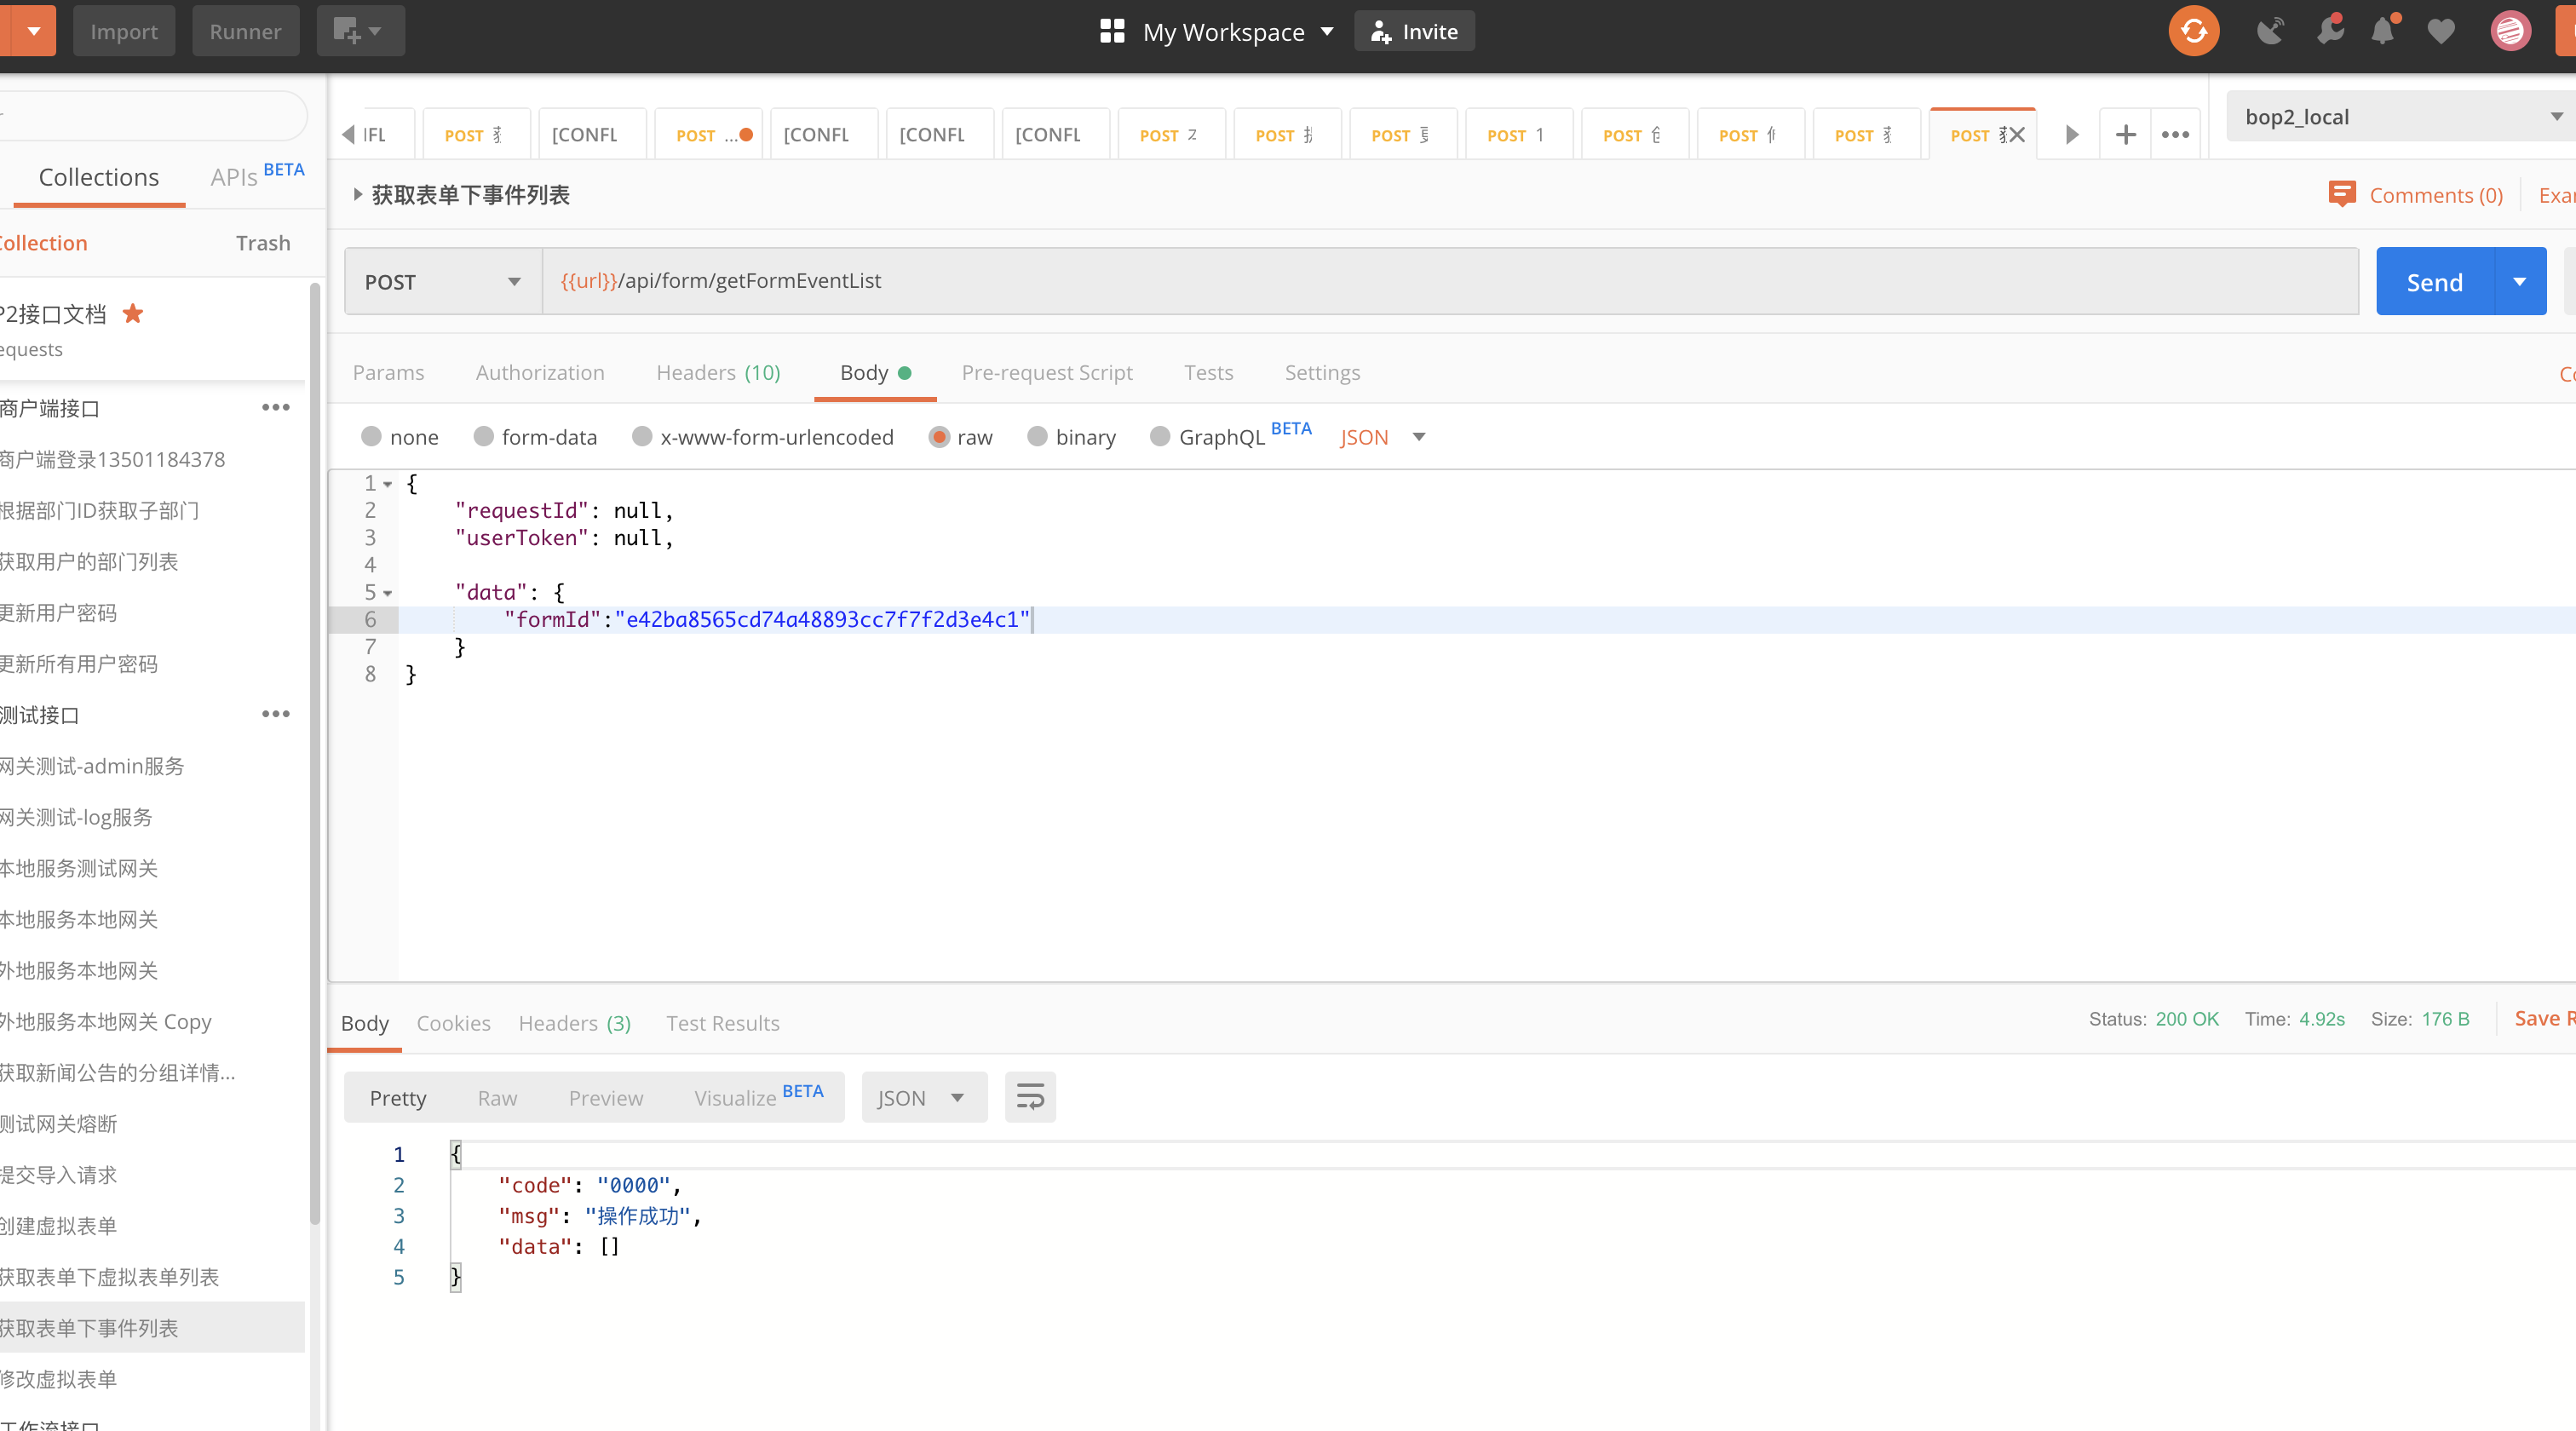 Import
Runner
My Workspace
Invite
Collections
APIs BETA
Collection
Trash
P2接口文档
equests
商户端接口
商户端登录13501184378
根据部门ID获取子部门
获取用户的部门列表
更新用户密码
更新所有用户密码
测试接口
网关测试-admin服务
网关测试-log服务
本地服务测试网关
本地服务本地网关
外地服务本地网关
外地服务本地网关 Copy
获取新闻公告的分组详情...
测试网关熔断
提交导入请求
创建虚拟表单
获取表单下虚拟表单列表
获取表单下事件列表
修改虚拟表单
工作流接口
IFL
POST
[CONFL
POST ...
[CONFL
[CONFL
[CONFL
POST
POST
POST
POST 1
POST
POST
POST
POST
bop2_local
获取表单下事件列表
Comments (0)
Exa
POST
{{url}}/api/form/getFormEventList
Send
Params
Authorization
Headers (10)
Body
Pre-request Script
Tests
Settings
Co
none
form-data
x-www-form-urlencoded
raw
binary
GraphQL BETA
JSON
1 {
2 "requestId": null,
3 "userToken": null,
4
5 "data": {
6 "formId":"e42ba8565cd74a48893cc7f7f2d3e4c1"
7 }
8 }
Body
Cookies
Headers (3)
Test Results
Status: 200 OK
Time: 4.92s
Size: 176 B
Save R
Pretty
Raw
Preview
Visualize BETA
JSON
1 {
2 "code": "0000",
3 "msg": "操作成功",
4 "data": []
5 }